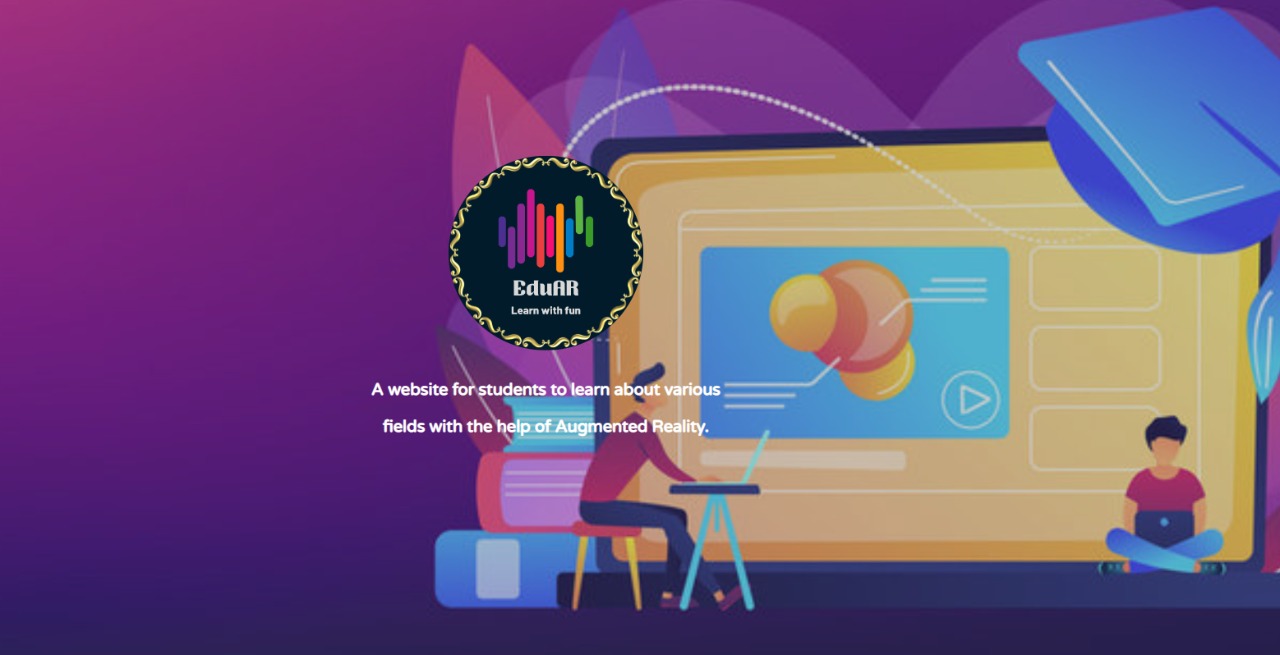 EduAR
Learn with fun
A website for students to learn about various
fields with the help of Augmented Reality.